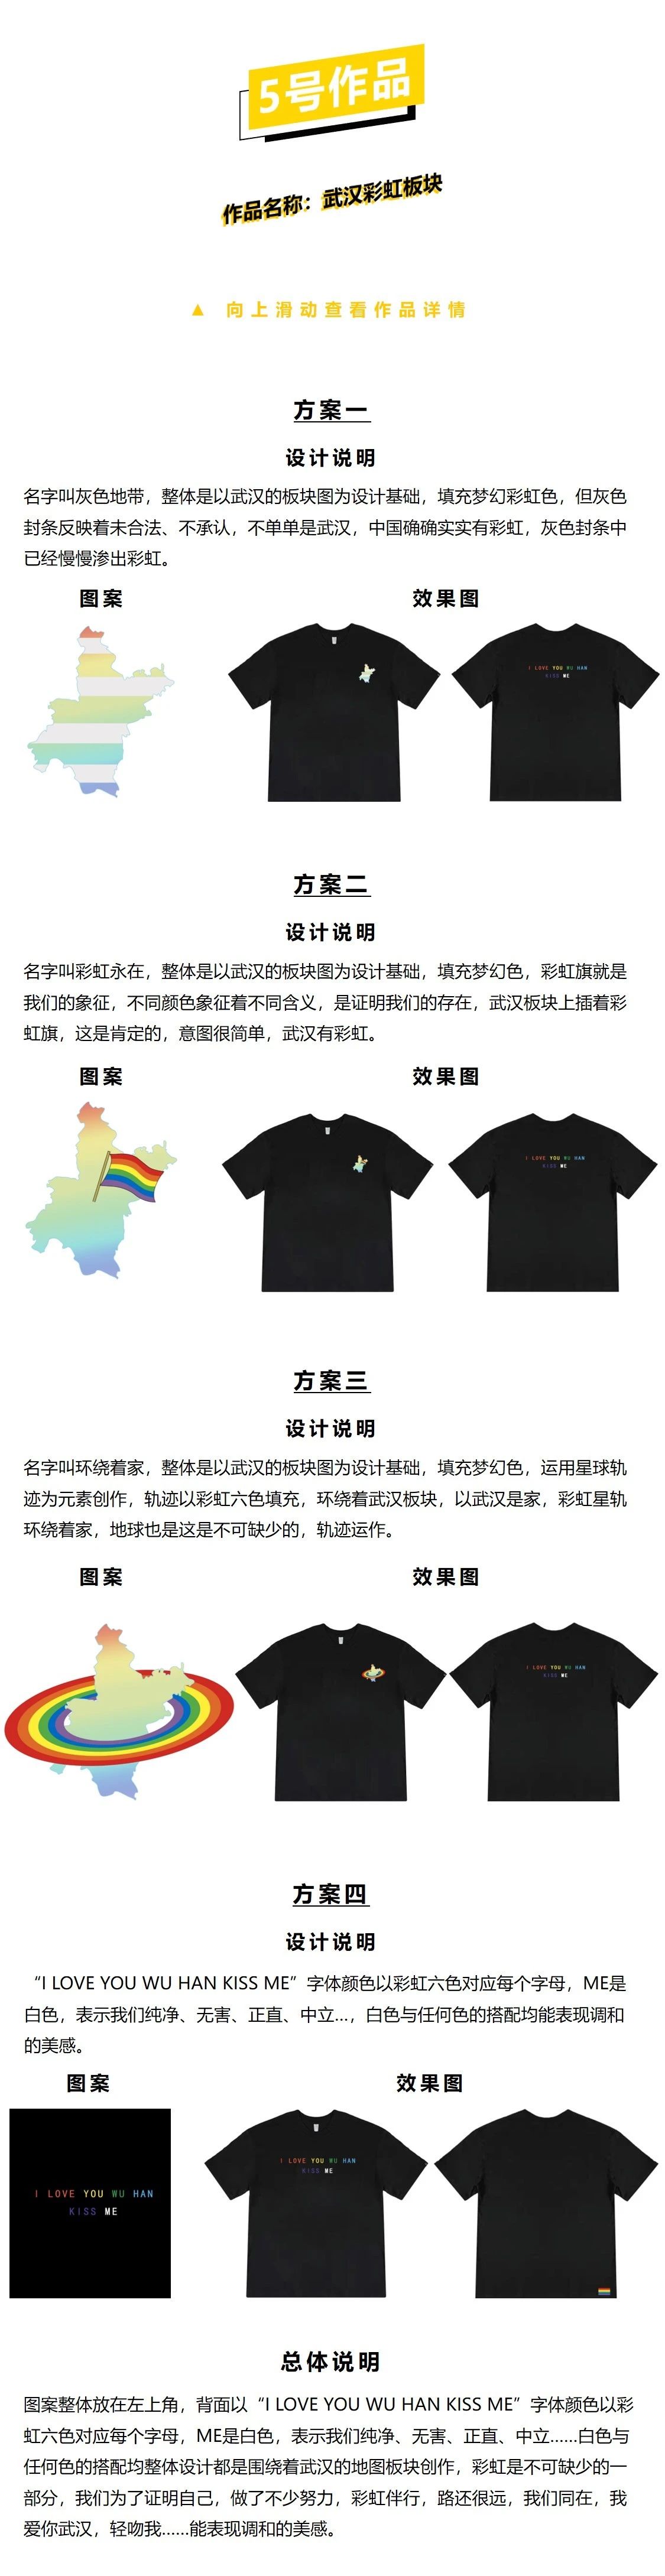 5号作品
作品名称：武汉彩虹板块
▲ 向上滑动查看作品详情
方案一
设计说明
名字叫灰色地带，整体是以武汉的板块图为设计基础，填充梦幻彩虹色，但灰色
封条反映着未合法、不承认，不单单是武汉，中国确确实实有彩虹，灰色封条中
已经慢慢渗出彩虹。
图案
效果图
I LOVE YOU WU HAN
KISS ME
方案二
设计说明
名字叫彩虹永在，整体是以武汉的板块图为设计基础，填充梦幻色，彩虹旗就是
我们的象征，不同颜色象征着不同含义，是证明我们的存在，武汉板块上插着彩
虹旗，这是肯定的，意图很简单，武汉有彩虹。
图案
效果图
I LOVE YOU WU HAN
KISS ME
方案三
设计说明
名字叫环绕着家，整体是以武汉的板块图为设计基础，填充梦幻色，运用星球轨
迹为元素创作，轨迹以彩虹六色填充，环绕着武汉板块，以武汉是家，彩虹星轨
环绕着家，地球也是这是不可缺少的，轨迹运作。
图案
效果图
I LOVE YOU WU HAN
KISS ME
方案四
设计说明
“I LOVE YOU WU HAN KISS ME”字体颜色以彩虹六色对应每个字母，ME是
白色，表示我们纯净、无害、正直、中立...，白色与任何色的搭配均能表现调和
的美感。
图案
效果图
I LOVE YOU WU HAN
KISS ME
I LOVE YOU WU HAN
KISS ME
总体说明
图案整体放在左上角，背面以“I LOVE YOU WU HAN KISS ME”字体颜色以彩
虹六色对应每个字母，ME是白色，表示我们纯净、无害、正直、中立......白色与
任何色的搭配均整体设计都是围绕着武汉的地图板块创作，彩虹是不可缺少的一
部分，我们为了证明自己，做了不少努力，彩虹伴行，路还很远，我们同在，我
爱你武汉，轻吻我......能表现调和的美感。